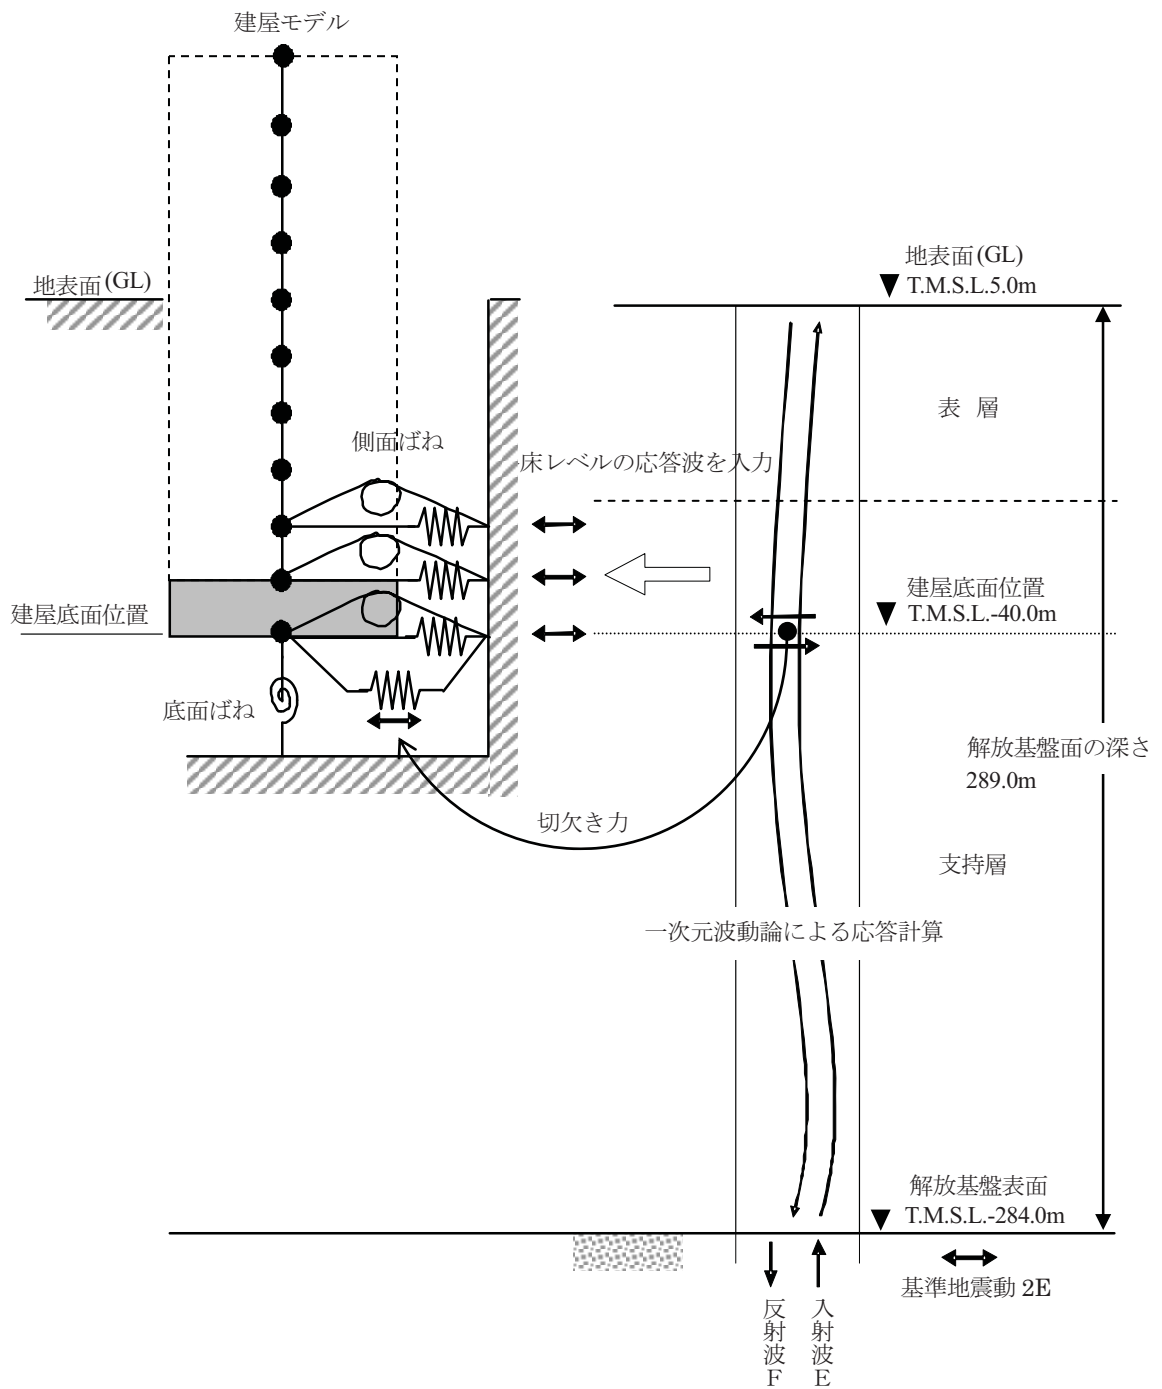 建屋モデル
地表面(GL)
地表面(GL)
T.M.S.L.5.0m
表 層
側面ばね
床レベルの応答波を入力
建屋底面位置
建屋底面位置
T.M.S.L.-40.0m
底面ばね
解放基盤面の深さ
289.0m
切欠き力
支持層
一次元波動論による応答計算
解放基盤表面
T.M.S.L.-284.0m
基準地震動 2E
反射波F
入射波E